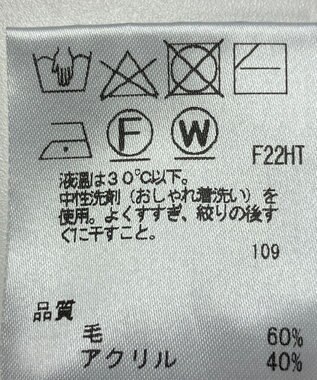 F W
F22HT
液温は30℃以下。
中性洗剤（おしゃれ着洗い）を
使用。よくすすぎ、絞りの後す
ぐに干すこと。
109
品質
毛 60%
アクリル 40%